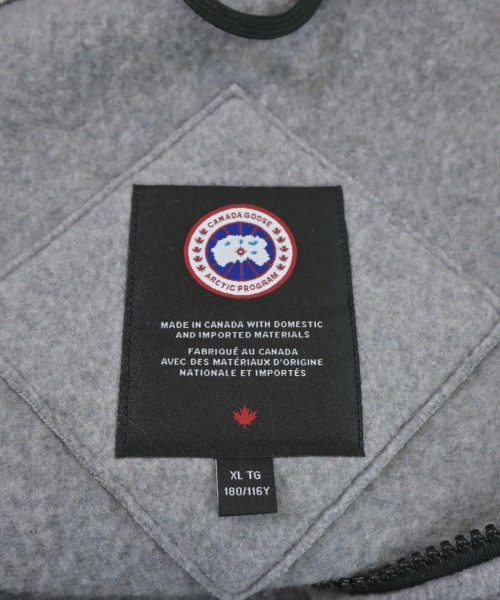 CANADA GOOSE
ARCTIC PROGRAM
MADE IN CANADA WITH DOMESTIC
AND IMPORTED MATERIALS
FABRIQUÉ AU CANADA
AVEC DES MATÉRIAUX D'ORIGINE
NATIONALE ET IMPORTÉS
XL TG
180/116Y